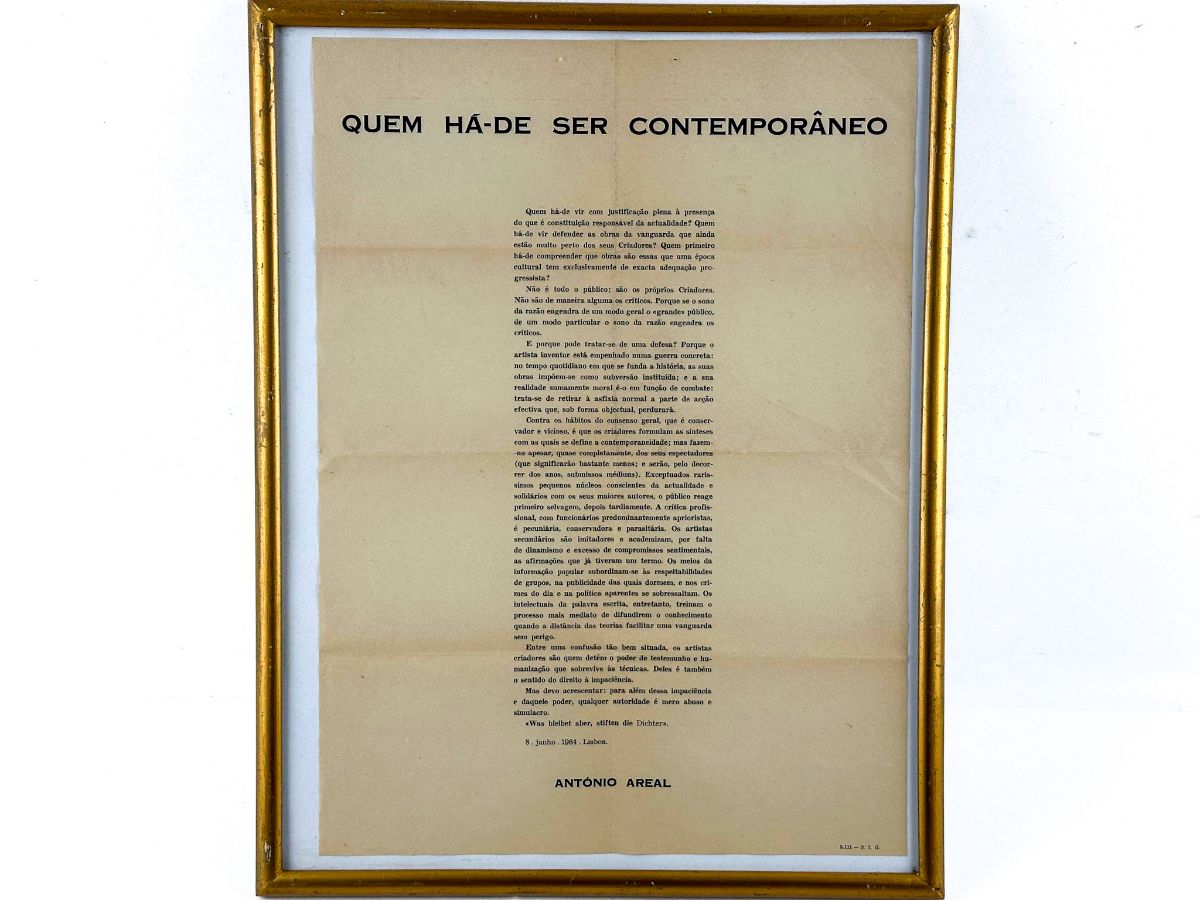 QUEM HÁ-DE SER CONTEMPORÂNEO
Quem há-de vir com justificação plena à presença
do que é constituição responsável da actualidade? Quem
há-de vir defender as obras da vanguarda que ainda
estão muito perto dos seus Criadores? Quem primeiro
há-de compreender que obras são essas que uma época
cultural tem exclusivamente de exacta adequação pro-
gressista?
Não é todo o público; são os próprios Criadores.
Não são de maneira alguma os críticos. Porque se o sono
da razão engendra de um modo geral o «grande» público,
de um modo particular o sono da razão engendra os
críticos.
E porque pode tratar-se de uma defesa? Porque o
artista inventor está empenhado numa guerra concreta:
no tempo quotidiano em que se funda a história, as suas
obras impõem-se como subversão instituída; e a sua
realidade sumamente moral é-o em função de combate:
trata-se de retirar à asfixia normal a parte de acção
efectiva que, sob forma objectual, perdurará.
Contra os hábitos do consenso geral, que é conser-
vador e vicioso, é que os criadores formulam as sínteses
com as quais se define a contemporaneidade; mas fazem-
-no apesar, quase completamente, dos seus espectadores
(que significarão bastante menos; e serão, pelo decor-
rer dos anos, submissos médiuns). Exceptuados rarís-
simos pequenos núcleos conscientes da actualidade e
solidários com os seus maiores autores, o público reage
primeiro selvagem, depois tardiamente. A crítica profis-
sional, com funcionários predominantemente aprioristas,
é pecuniária, conservadora e parasitária. Os artistas
secundários são imitadores e academizam, por falta
de dinamismo e excesso de compromissos sentimentais,
as afirmações que já tiveram um termo. Os meios da
informação popular subordinam-se às respeitabilidades
de grupos, na publicidade das quais dormem, e nos cri-
mes do dia e na política aparentes se sobressaltam. Os
intelectuais da palavra escrita, entretanto, treinam o
processo mais mediato de difundirem o conhecimento
quando a distância das teorias facilitar uma vanguarda
sem perigo.
Entre uma confusão tão bem situada, os artistas
criadores são quem detém o poder de testemunho e hu-
manização que sobrevive às técnicas. Deles é também
o sentido do direito à impaciência.
Mas devo acrescentar: para além dessa impaciência
e daquele poder, qualquer autoridade é mero abuso e
simulacro.
«Was bleibet aber, stiften die Dichter».
8 . junho . 1964 . Lisboa.
ANTÓNIO AREAL
S.III — S. I. G.